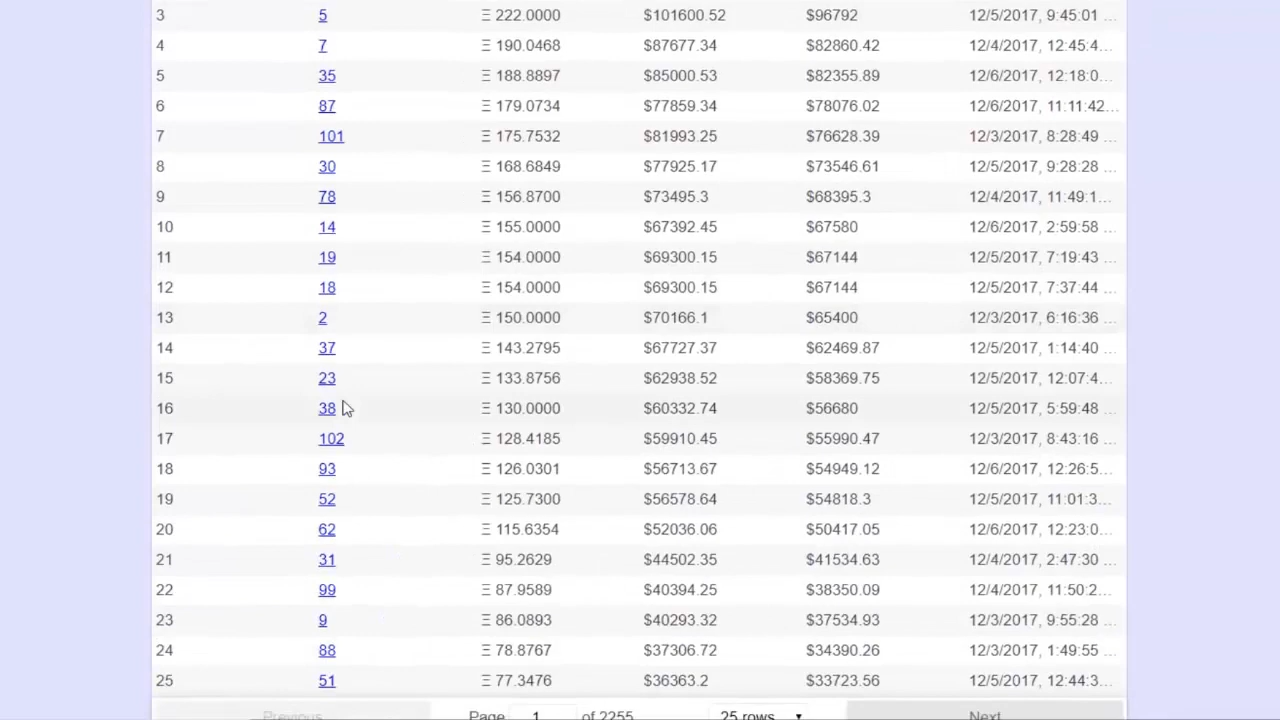 3 5 Ξ 222.0000 $101600.52 $96792 12/5/2017, 9:45:01 ...
4 7 Ξ 190.0468 $87677.34 $82860.42 12/4/2017, 12:45:4...
5 35 Ξ 188.8897 $85000.53 $82355.89 12/6/2017, 12:18:0...
6 87 Ξ 179.0734 $77859.34 $78076.02 12/6/2017, 11:11:42...
7 101 Ξ 175.7532 $81993.25 $76628.39 12/3/2017, 8:28:49 ...
8 30 Ξ 168.6849 $77925.17 $73546.61 12/5/2017, 9:28:28 ...
9 78 Ξ 156.8700 $73495.3 $68395.3 12/4/2017, 11:49:1...
10 14 Ξ 155.0000 $67392.45 $67580 12/6/2017, 2:59:58 ...
11 19 Ξ 154.0000 $69300.15 $67144 12/5/2017, 7:19:43 ...
12 18 Ξ 154.0000 $69300.15 $67144 12/5/2017, 7:37:44 ...
13 2 Ξ 150.0000 $70166.1 $65400 12/3/2017, 6:16:36 ...
14 37 Ξ 143.2795 $67727.37 $62469.87 12/5/2017, 1:14:40 ...
15 23 Ξ 133.8756 $62938.52 $58369.75 12/5/2017, 12:07:4...
16 38 Ξ 130.0000 $60332.74 $56680 12/5/2017, 5:59:48 ...
17 102 Ξ 128.4185 $59910.45 $55990.47 12/3/2017, 8:43:16 ...
18 93 Ξ 126.0301 $56713.67 $54949.12 12/6/2017, 12:26:5...
19 52 Ξ 125.7300 $56578.64 $54818.3 12/5/2017, 11:01:3...
20 62 Ξ 115.6354 $52036.06 $50417.05 12/6/2017, 12:23:0...
21 31 Ξ 95.2629 $44502.35 $41534.63 12/4/2017, 2:47:30 ...
22 99 Ξ 87.9589 $40394.25 $38350.09 12/4/2017, 11:50:2...
23 9 Ξ 86.0893 $40293.32 $37534.93 12/3/2017, 9:55:28 ...
24 88 Ξ 78.8767 $37306.72 $34390.26 12/3/2017, 1:49:55 ...
25 51 Ξ 77.3476 $36363.2 $33723.56 12/5/2017, 12:44:3...
Previous Page 1 of 2255 25 rows Next